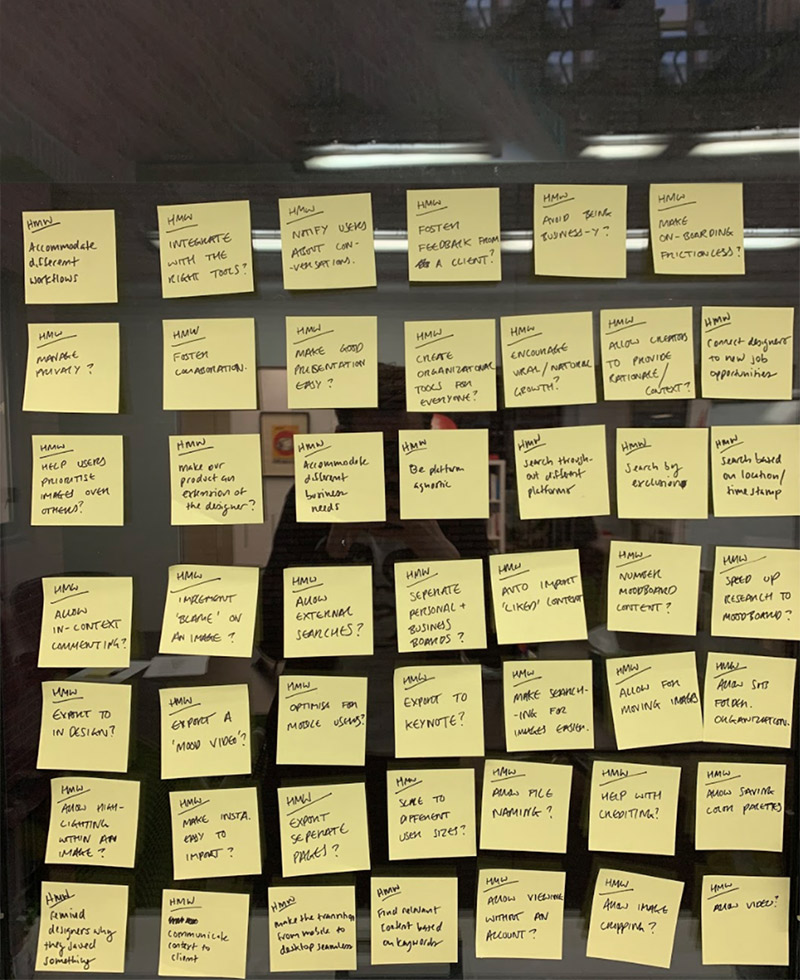 HMW
Accommodate
different
workflows
HMW
INTEGRATE
WITH THE
RIGHT TOOLS?
HMW
NOTIFY USERS
ABOUT CON-
-VERSATIONS.
HMW
FOSTER
FEEDBACK FROM
A CLIENT?
HMW
AVOID BEING
BUSINESS-Y?
HMW
MAKE
ON-BOARDING
FRICTIONLESS?
HMW
MANAGE
PRIVACY?
HMW
FOSTER
COLLABORATION.
HMW
MAKE GOOD
PRESENTATION
EASY?
HMW
CREATE
ORGANIZATIONAL
TOOLS FOR
EVERYONE?
HMW
ENCOURAGE
VIRAL/NATURAL
GROWTH?
HMW
ALLOW CREATORS
TO PROVIDE
RATIONALE/
CONTEXT?
HMW
Connect designers
to new job
opportunities
HMW
HELP USERS
PRIORITISE
IMAGES OVER
OTHERS?
HMW
make our
product an
extension of
the designer?
HMW
Accommodate
different
business
needs
HMW
Be platform
agnostic
HMW
search through-
out different
platforms
HMW
Search by
exclusion
HMW
Search based
on location/
timestamp
HMW
ALLOW
IN-CONTEXT
COMMENTING?
HMW
IMPLEMENT
'BLAME' ON
AN IMAGE?
HMW
ALLOW
EXTERNAL
SEARCHES?
HMW
SEPERATE
PERSONAL +
BUSINESS
BOARDS?
HMW
AUTO IMPORT
'LIKED' CONTENT
HMW
NUMBER
MOODBOARD
CONTENT?
HMW
SPEED UP
RESEARCH TO
MOODBOARD?
HMW
EXPORT TO
IN DESIGN?
HMW
EXPORT A
'MOOD VIDEO'?
HMW
OPTIMISE FOR
MOBILE USERS?
HMW
EXPORT TO
KEYNOTE?
HMW
MAKE SEARCH-
-ING FOR
IMAGES EASIER.
HMW
ALLOW FOR
MOVING IMAGES
HMW
ALLOW SUB
FOLDER
ORGANIZATION.
HMW
ALLOW HIGH-
LIGHTING
WITHIN AN
IMAGE?
HMW
MAKE INSTA.
EASY TO
IMPORT?
HMW
EXPORT
SEPERATE
PAGES?
HMW
SCALE TO
DIFFERENT
USER SIZES?
HMW
ALLOW FILE
NAMING?
HMW
HELP WITH
CREDITING?
HMW
ALLOW SAVING
COLOR PALETTES
HMW
Remind
designers why
they saved
something
HMW
communicate
context to
client
HMW
make the transition
from mobile to
desktop seamless
HMW
Find relevant
content based
on keywords
HMW
ALLOW VIEWING
WITHOUT AN
ACCOUNT?
HMW
ALLOW IMAGE
CROPPING?
HMW
ALLOW VIDEO?